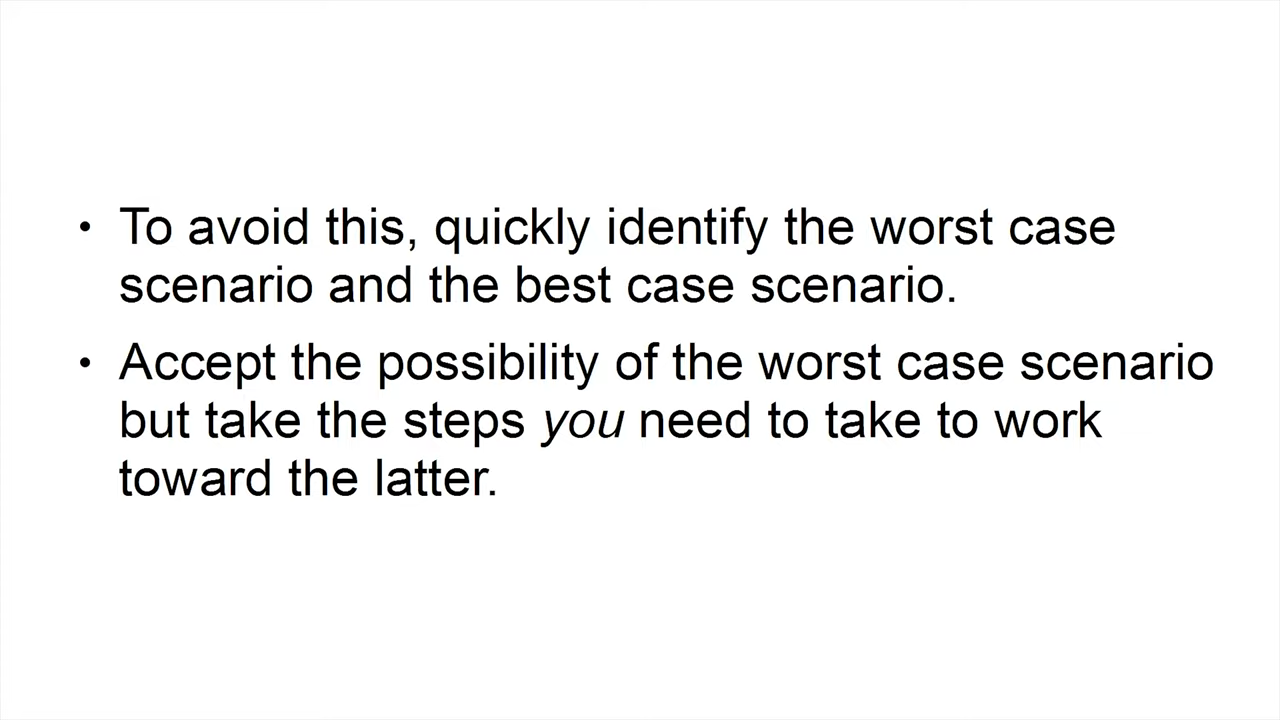 • To avoid this, quickly identify the worst case
scenario and the best case scenario.
• Accept the possibility of the worst case scenario
but take the steps you need to take to work
toward the latter.